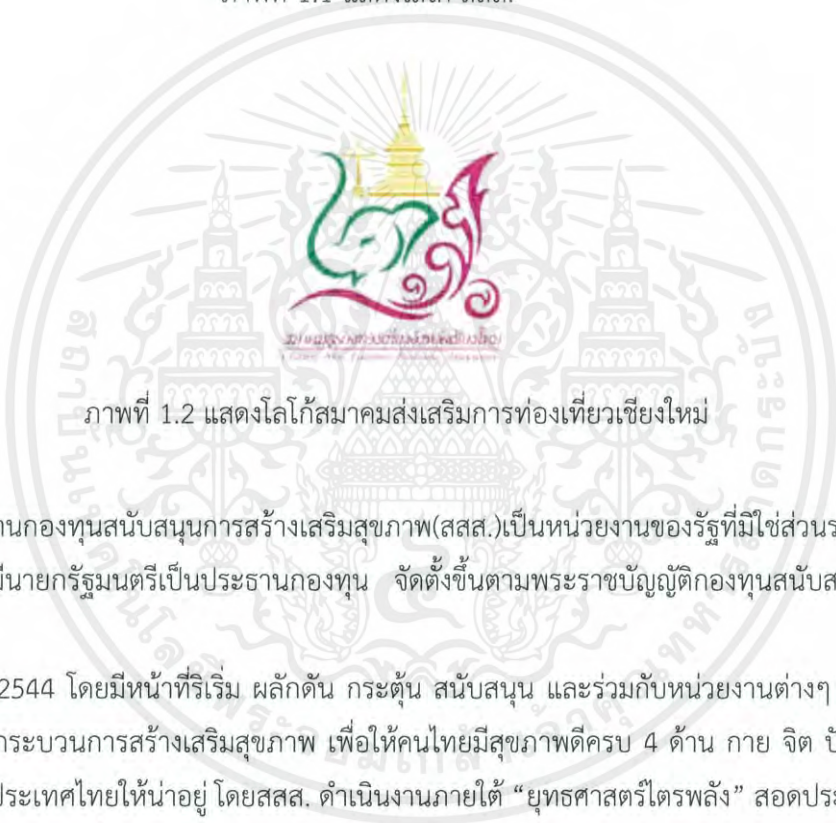 ภาพที่ 1.2 แสดงโลโก้สมาคมส่งเสริมการท่องเที่ยวเชียงใหม่
านกองทุนสนับสนุนการสร้างเสริมสุขภาพ(สสส.)เป็นหน่วยงานของรัฐที่มิใช่ส่วนร
มีนายกรัฐมนตรีเป็นประธานกองทุน จัดตั้งขึ้นตามพระราชบัญญัติกองทุนสนับส
2544 โดยมีหน้าที่ริเริ่ม ผลักดัน กระตุ้น สนับสนุน และร่วมกับหน่วยงานต่างๆ
กระบวนการสร้างเสริมสุขภาพ เพื่อให้คนไทยมีสุขภาพดีครบ 4 ด้าน กาย จิต ปั
ประเทศไทยให้น่าอยู่ โดยสสส. ดำเนินงานภายใต้ “ยุทธศาสตร์ไตรพลัง” สอดประ